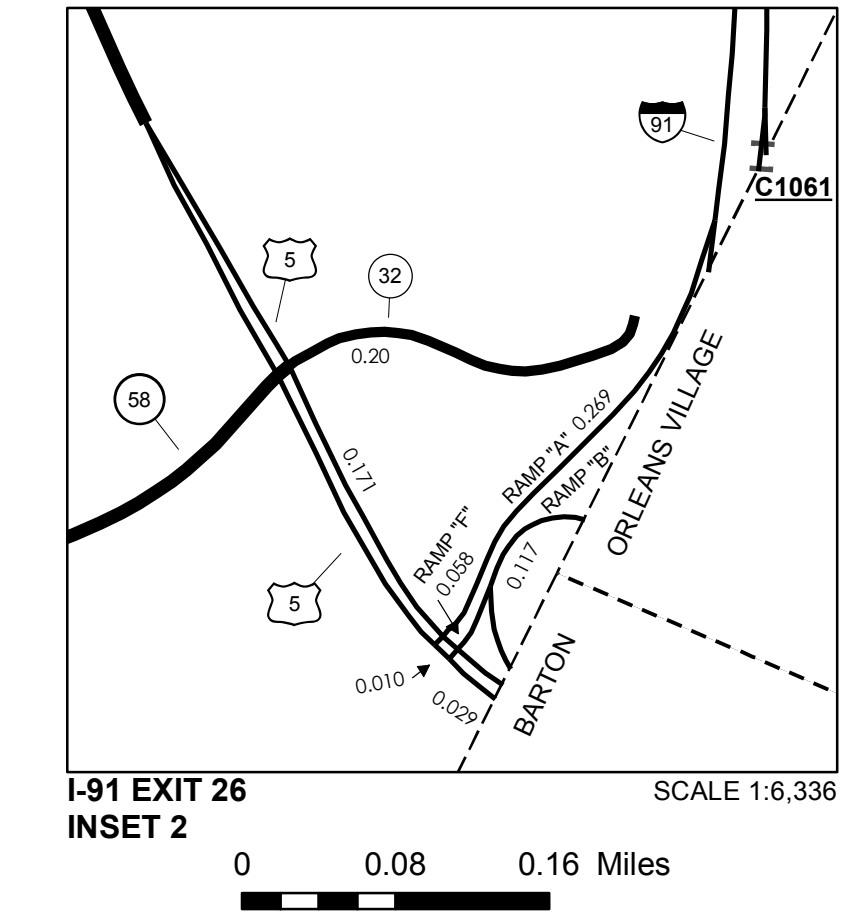 91
C1061
5
32
0.20
58
ORLEANS VILLAGE
RAMP "A" 0.269
RAMP "B"
0.171
RAMP "F"
0.058
0.117
5
BARTON
0.010
0.029
I-91 EXIT 26
SCALE 1:6,336
INSET 2
0 0.08 0.16 Miles